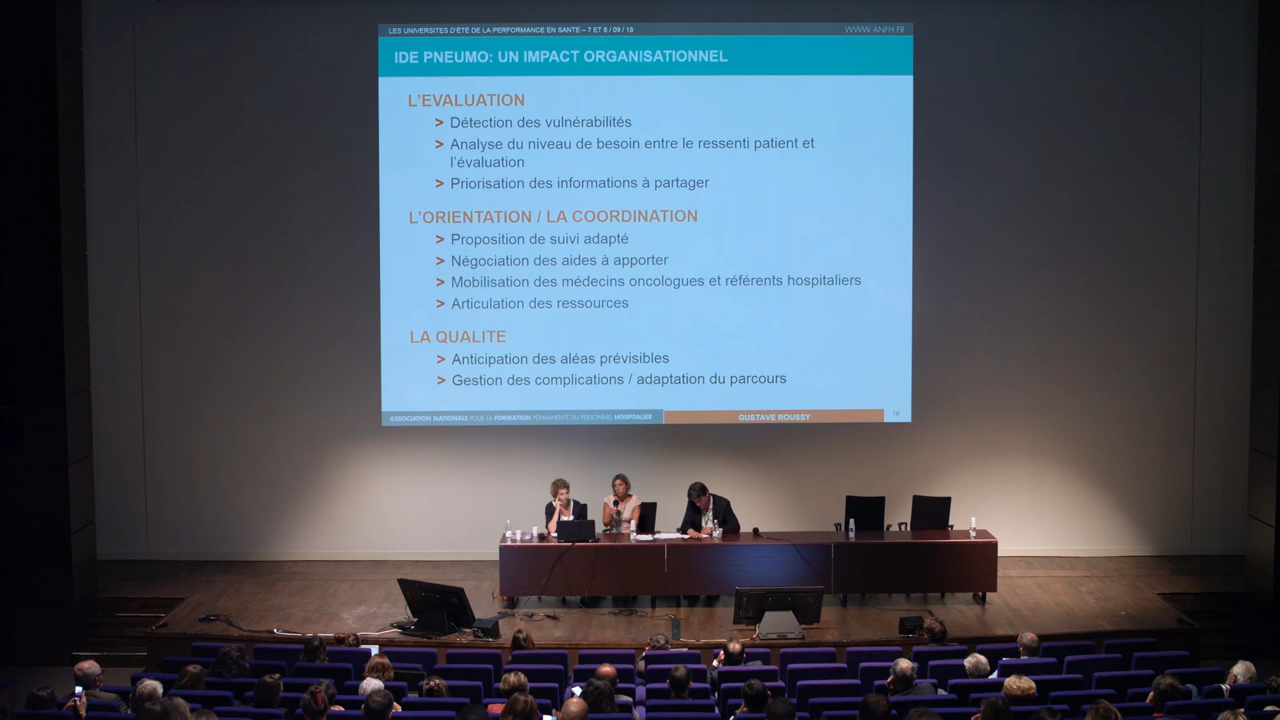 LES UNIVERSITES D'ÉTÉ DE LA PERFORMANCE EN SANTE – 7 ET 8 / 09 / 16
WWW.ANFH.FR
IDE PNEUMO: UN IMPACT ORGANISATIONNEL
L'EVALUATION
> Détection des vulnérabilités
> Analyse du niveau de besoin entre le ressenti patient et
l'évaluation
> Priorisation des informations à partager
L'ORIENTATION / LA COORDINATION
> Proposition de suivi adapté
> Négociation des aides à apporter
> Mobilisation des médecins oncologues et référents hospitaliers
> Articulation des ressources
LA QUALITE
> Anticipation des aléas prévisibles
> Gestion des complications / adaptation du parcours
ASSOCIATION NATIONALE POUR LA FORMATION PERMANENTE DU PERSONNEL HOSPITALIER
GUSTAVE ROUSSY
16